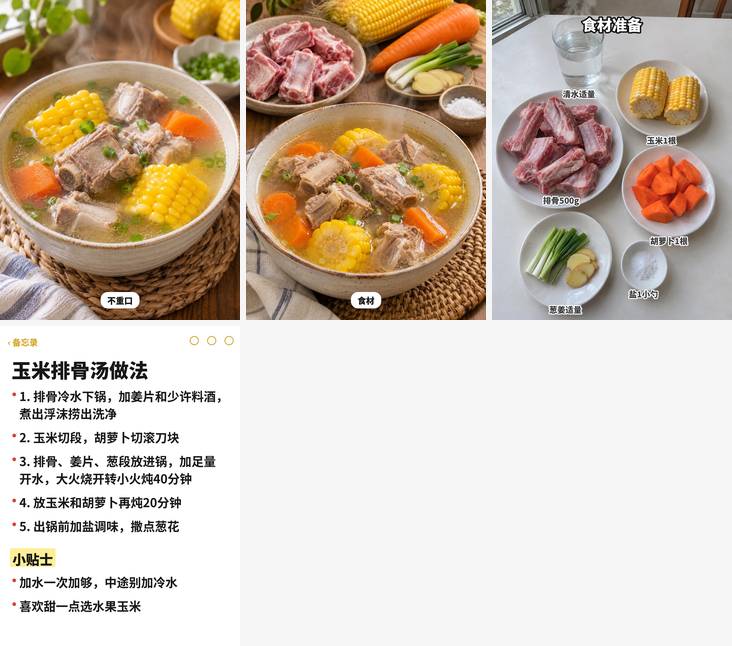 不重口
食材
食材准备
清水适量
玉米1根
排骨500g
胡萝卜1根
盐1小勺
葱姜适量
‹ 备忘录
玉米排骨汤做法
• 1. 排骨冷水下锅，加姜片和少许料酒，
煮出浮沫捞出洗净
• 2. 玉米切段，胡萝卜切滚刀块
• 3. 排骨、姜片、葱段放进锅，加足量
开水，大火烧开转小火炖40分钟
• 4. 放玉米和胡萝卜再炖20分钟
• 5. 出锅前加盐调味，撒点葱花
小贴士
• 加水一次加够，中途别加冷水
• 喜欢甜一点选水果玉米